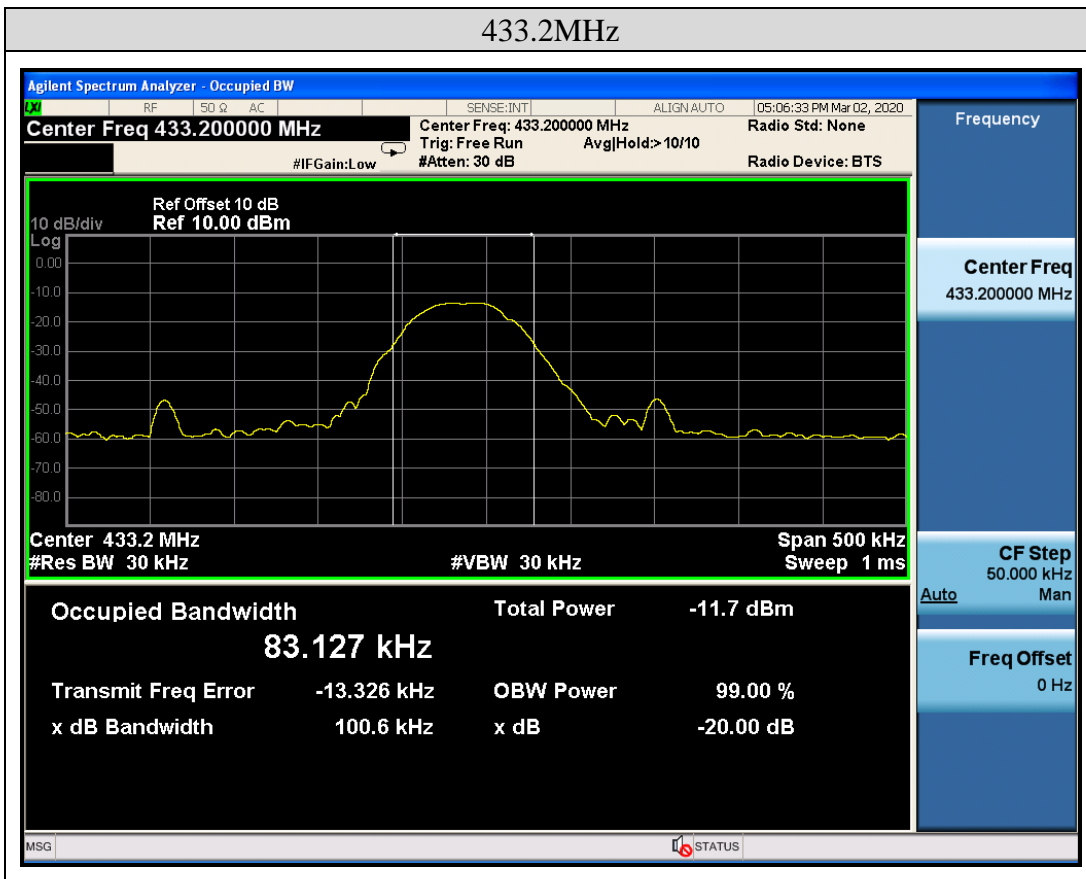 433.2MHz
Agilent Spectrum Analyzer - Occupied BW
LXI RF 50 Ω AC SENSE:INT ALIGN AUTO 05:06:33 PM Mar 02, 2020
Center Freq 433.200000 MHz
Center Freq: 433.200000 MHz
Radio Std: None
Trig: Free Run Avg|Hold:>10/10
#IFGain:Low
#Atten: 30 dB
Radio Device: BTS
Ref Offset 10 dB
10 dB/div Ref 10.00 dBm
Log
0.00
-10.0
-20.0
-30.0
-40.0
-50.0
-60.0
-70.0
-80.0
Center 433.2 MHz Span 500 kHz
#Res BW 30 kHz #VBW 30 kHz Sweep 1 ms
Occupied Bandwidth Total Power -11.7 dBm
83.127 kHz
Transmit Freq Error -13.326 kHz OBW Power 99.00 %
x dB Bandwidth 100.6 kHz x dB -20.00 dB
Frequency
Center Freq
433.200000 MHz
CF Step
50.000 kHz
Auto Man
Freq Offset
0 Hz
MSG STATUS